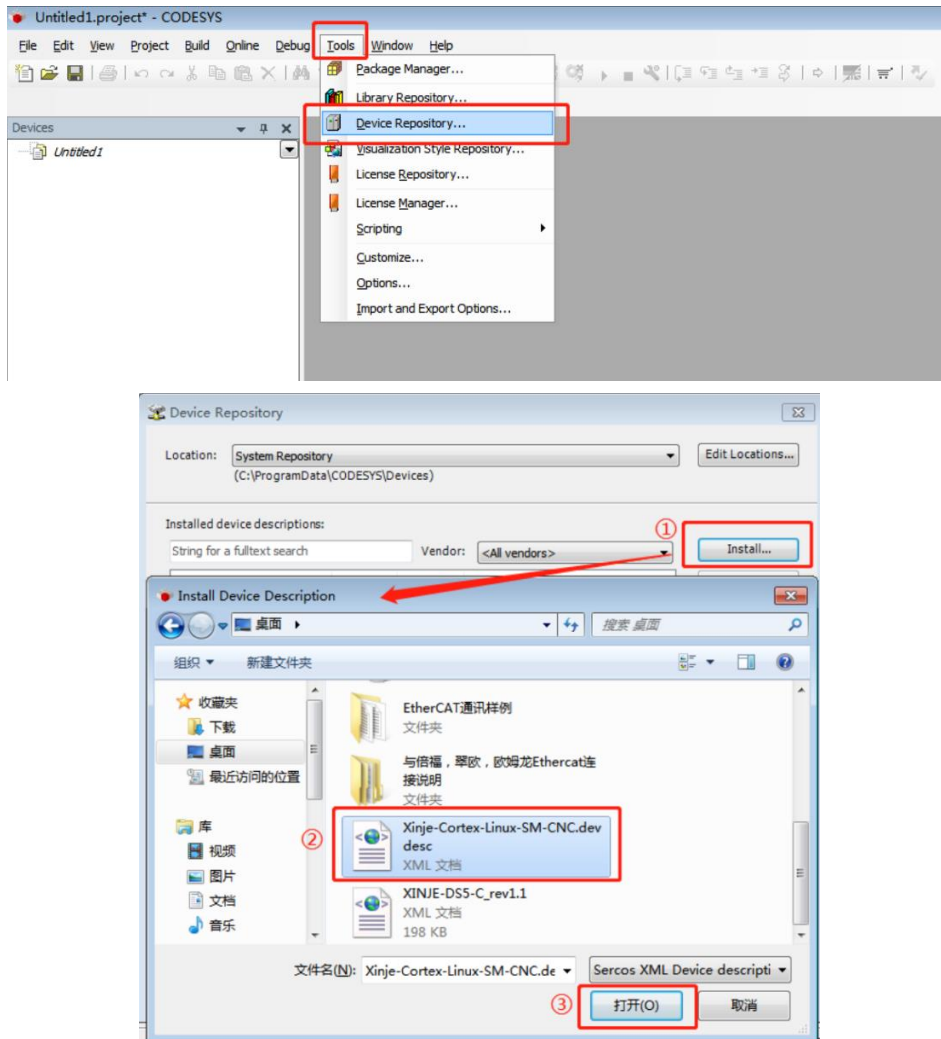 Untitled1.project* - CODESYS
File Edit View Project Build Online Debug Tools Window Help
Package Manager...
Library Repository...
Devices
Device Repository...
Untitled1
Visualization Style Repository...
License Repository...
License Manager...
Scripting
Customize...
Options...
Import and Export Options...
Device Repository
Location: System Repository Edit Locations...
(C:\ProgramData\CODESYS\Devices)
Installed device descriptions:
①
String for a fulltext search Vendor: <All vendors> Install...
Install Device Description
桌面 搜索 桌面
组织 新建文件夹
收藏夹
下载
桌面
最近访问的位置
库
视频
图片
文档
音乐
EtherCAT通讯样例
文件夹
与倍福，翠欧，欧姆龙Ethercat连
接说明
文件夹
②
Xinje-Cortex-Linux-SM-CNC.dev
desc
XML 文档
XINJE-DS5-C_rev1.1
XML 文档
198 KB
文件名(N): Xinje-Cortex-Linux-SM-CNC.de Sercos XML Device descripti
③ 打开(O) 取消